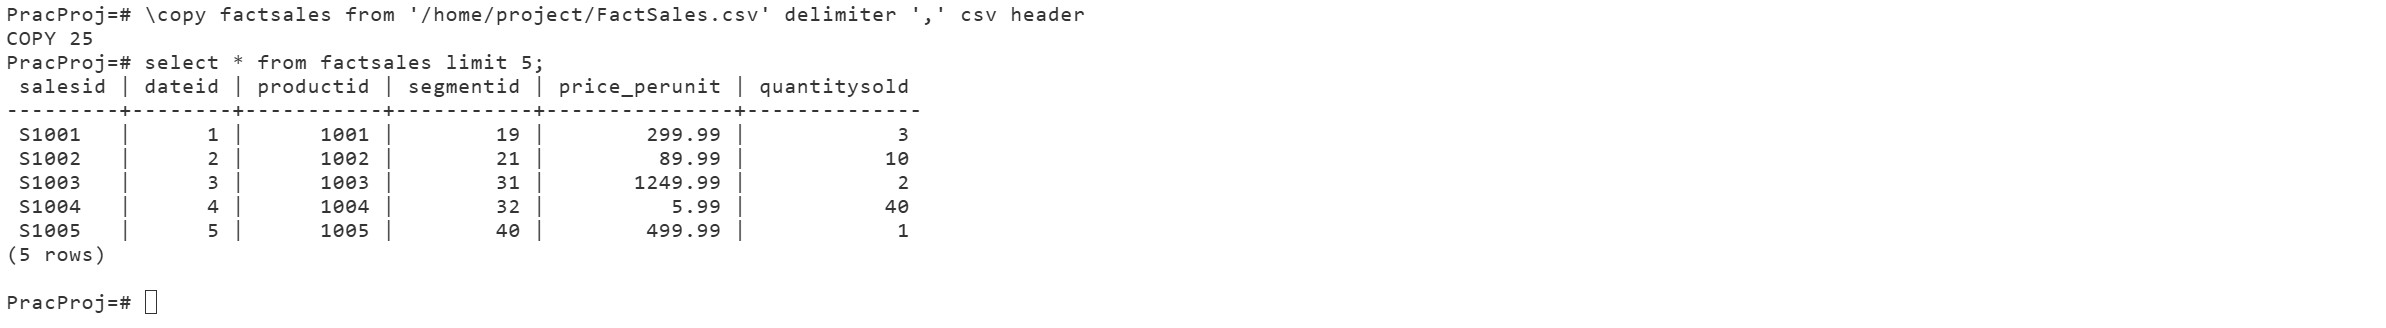 PracProj=# \copy factsales from '/home/project/FactSales.csv' delimiter ',' csv header
COPY 25
PracProj=# select * from factsales limit 5;
 salesid | dateid | productid | segmentid | price_perunit | quantitysold
---------+--------+-----------+-----------+---------------+--------------
 S1001   |      1 |      1001 |        19 |        299.99 |            3
 S1002   |      2 |      1002 |        21 |         89.99 |           10
 S1003   |      3 |      1003 |        31 |       1249.99 |            2
 S1004   |      4 |      1004 |        32 |          5.99 |           40
 S1005   |      5 |      1005 |        40 |        499.99 |            1
(5 rows)
PracProj=#